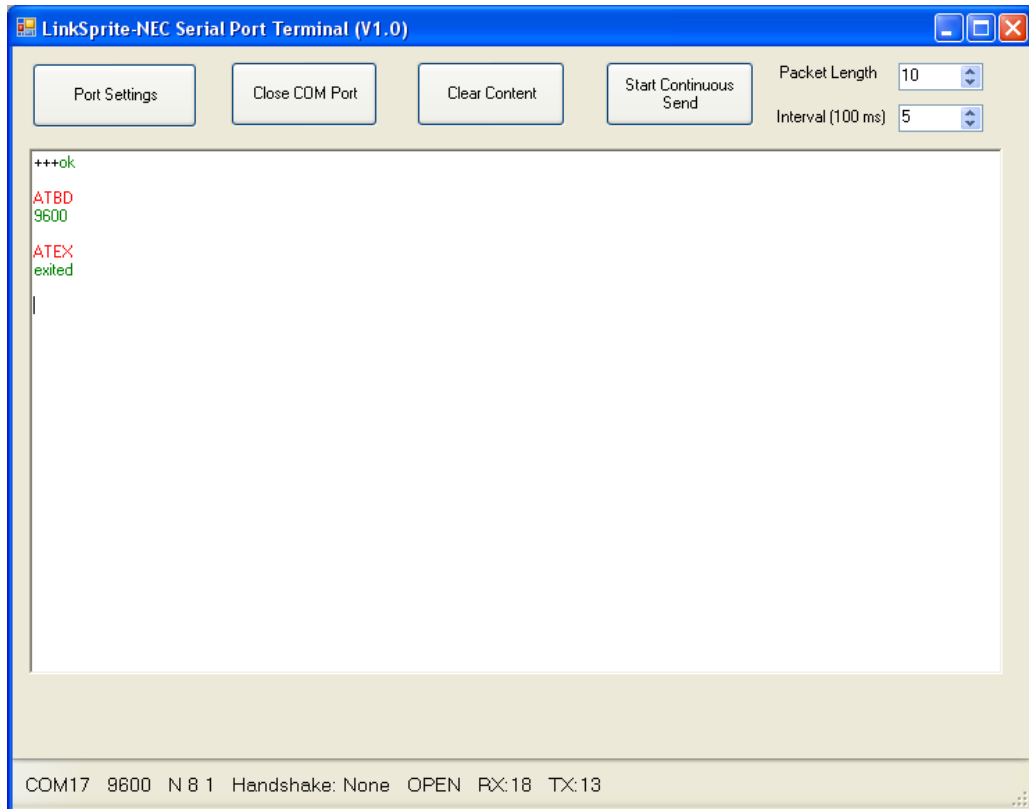 LinkSprite-NEC Serial Port Terminal (V1.0)
Port Settings
Close COM Port
Clear Content
Start Continuous
Send
Packet Length 10
Interval (100 ms) 5
+++ok
ATBD
9600
ATEX
exited
COM17 9600 N 8 1 Handshake: None OPEN RX:18 TX:13